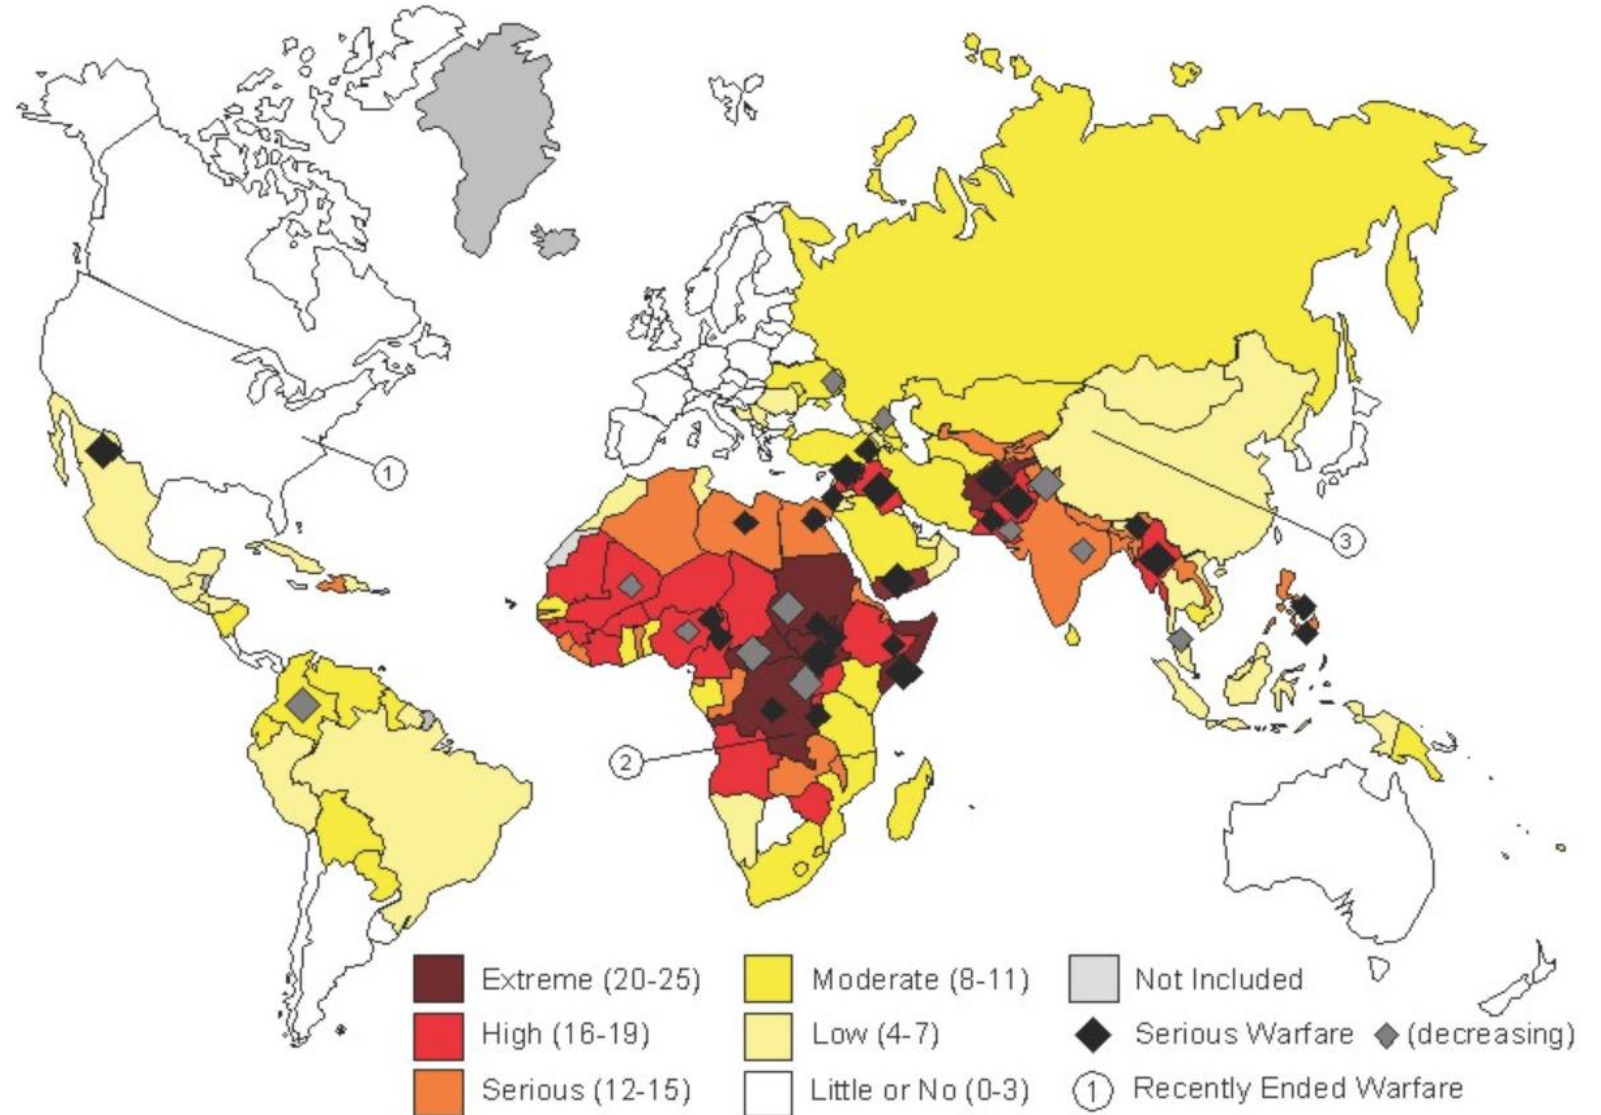 1
3
2
Extreme (20-25) Moderate (8-11) Not Included
High (16-19) Low (4-7) Serious Warfare (decreasing)
Serious (12-15) Little or No (0-3) 1 Recently Ended Warfare